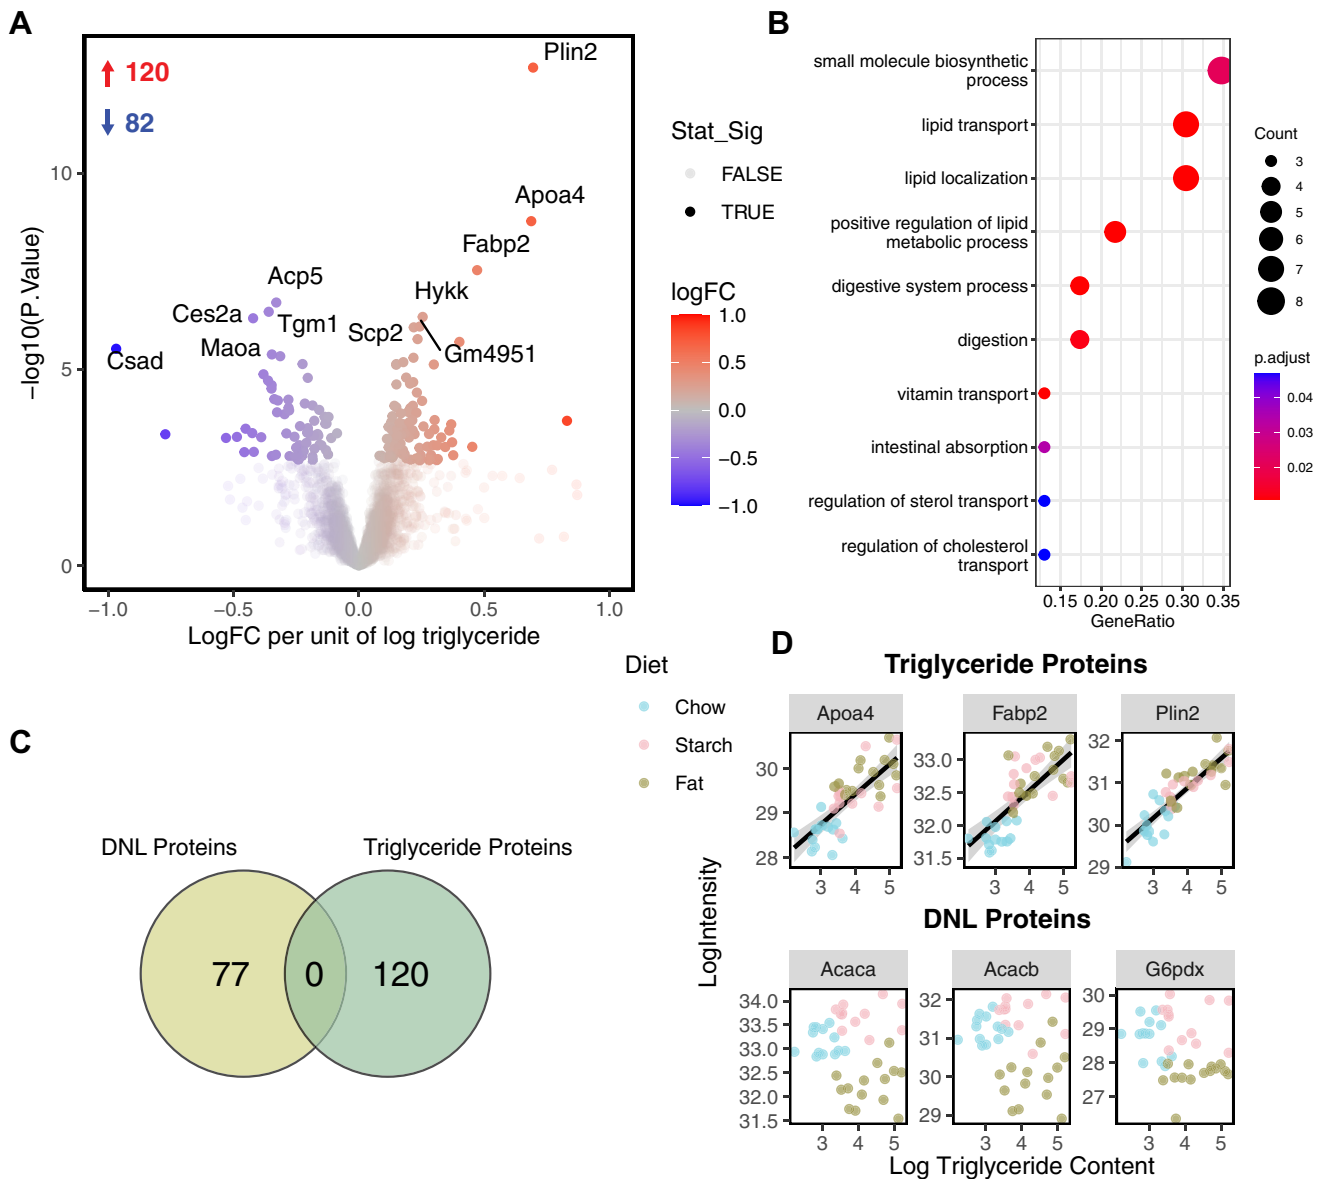 A
120
82
Plin2
Apoa4
Fabp2
Acp5
Hykk
Ces2a
Tgm1
Scp2
Maoa
Gm4951
Csad
10
5
0
−1.0
−0.5
0.0
0.5
1.0
−log10(P.Value)
LogFC per unit of log triglyceride
Stat_Sig
FALSE
TRUE
logFC
1.0
0.5
0.0
−0.5
−1.0
B
small molecule biosynthetic
process
lipid transport
lipid localization
positive regulation of lipid
metabolic process
digestive system process
digestion
vitamin transport
intestinal absorption
regulation of sterol transport
regulation of cholesterol
transport
0.15
0.20
0.25
0.30
0.35
GeneRatio
Count
3
4
5
6
7
8
p.adjust
0.04
0.03
0.02
C
DNL Proteins
Triglyceride Proteins
77
0
120
Diet
Chow
Starch
Fat
D
Triglyceride Proteins
Apoa4
Fabp2
Plin2
30
29
28
3
4
5
33.0
32.5
32.0
31.5
3
4
5
32
31
30
29
3
4
5
LogIntensity
DNL Proteins
Acaca
Acacb
G6pdx
34.0
33.5
33.0
32.5
32.0
31.5
3
4
5
32
31
30
29
3
4
5
30
29
28
27
3
4
5
Log Triglyceride Content